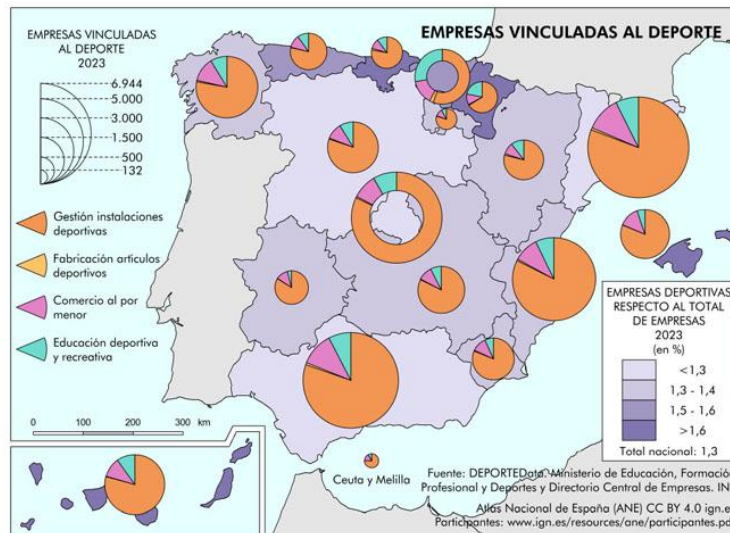 EMPRESAS VINCULADAS AL DEPORTE
EMPRESAS VINCULADAS
AL DEPORTE
2023
6.944
5.000
3.000
1.500
500
132
Gestión instalaciones
deportivas
Fabricación artículos
deportivos
Comercio al por
menor
Educación deportiva
y recreativa
EMPRESAS DEPORTIVAS
RESPECTO AL TOTAL
DE EMPRESAS
2023
(en %)
<1,3
1,3 - 1,4
1,5 - 1,6
>1,6
Total nacional: 1,3
0 100 200 300
km
Ceuta y Melilla
Fuente: DEPORTEData. Ministerio de Educación, Formació
Profesional y Deportes y Directorio Central de Empresas. IN
Atlas Nacional de España (ANE) CC BY 4.0 ign.e
Participantes: www.ign.es/resources/ane/participantes.pd